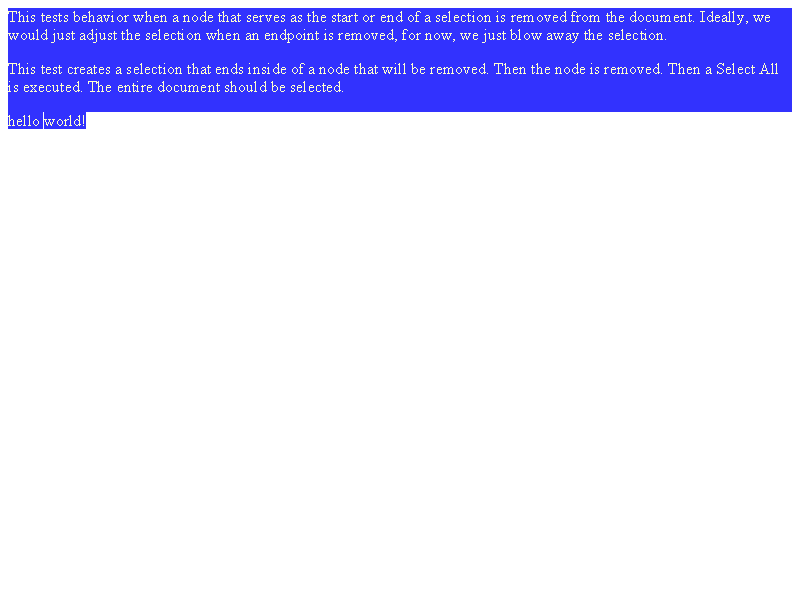 This tests behavior when a node that serves as the start or end of a selection is removed from the document. Ideally, we
would just adjust the selection when an endpoint is removed, for now, we just blow away the selection.
This test creates a selection that ends inside of a node that will be removed. Then the node is removed. Then a Select All
is executed. The entire document should be selected.
hello world!